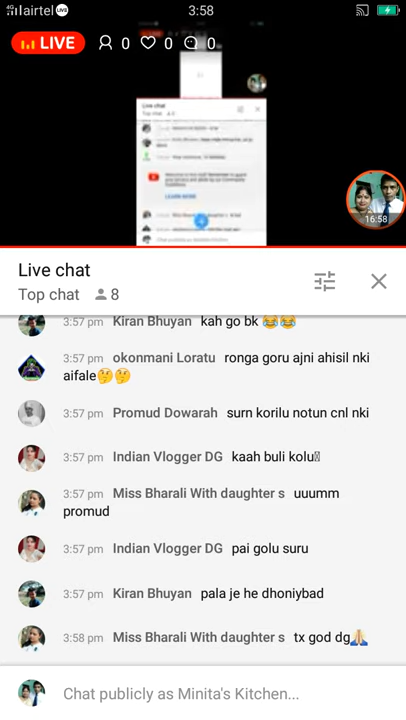 4G airtel LIVE 3:58
LIVE 0 0 0
Live chat
16:58
Live chat
Top chat 8
3:57 pm Kiran Bhuyan kah go bk 😂😂
3:57 pm okonmani Loratu ronga goru ajni ahisil nki
aifale🤔🤔
3:57 pm Promud Dowarah surn korilu notun cnl nki
3:57 pm Indian Vlogger DG kaah buli kolu
3:57 pm Miss Bharali With daughter s uuumm
promud
3:57 pm Indian Vlogger DG pai golu suru
3:57 pm Kiran Bhuyan pala je he dhoniybad
3:58 pm Miss Bharali With daughter s tx god dg🙏🏼
Chat publicly as Minita's Kitchen...